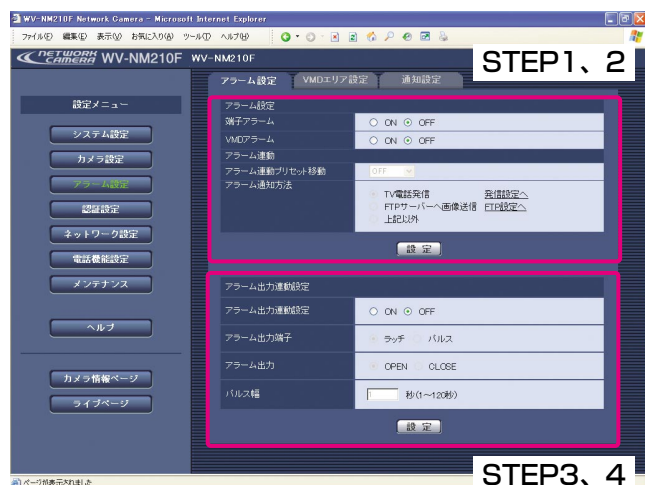 WV-NM210F Network Camera - Microsoft Internet Explorer
ファイル(F) 編集(E) 表示(V) お気に入り(A) ツール(T) ヘルプ(H)
NETWORK CAMERA WV-NM210F WV-NM210F
STEP1、2
アラーム設定 VMDエリア設定 通知設定
設定メニュー
システム設定
カメラ設定
アラーム設定
認証設定
ネットワーク設定
電話機能設定
メンテナンス
ヘルプ
カメラ情報ページ
ライブページ
アラーム設定
端子アラーム ON OFF
VMDアラーム ON OFF
アラーム連動
アラーム連動プリセット移動 OFF
アラーム通知方法 TV電話発信 発信設定へ
FTPサーバーへ画像送信 FTP設定へ
上記以外
設 定
アラーム出力連動設定
アラーム出力連動設定 ON OFF
アラーム出力端子 ラッチ パルス
アラーム出力 OPEN CLOSE
パルス幅 1 秒(1〜120秒)
設 定
STEP3、4
ページが表示されました